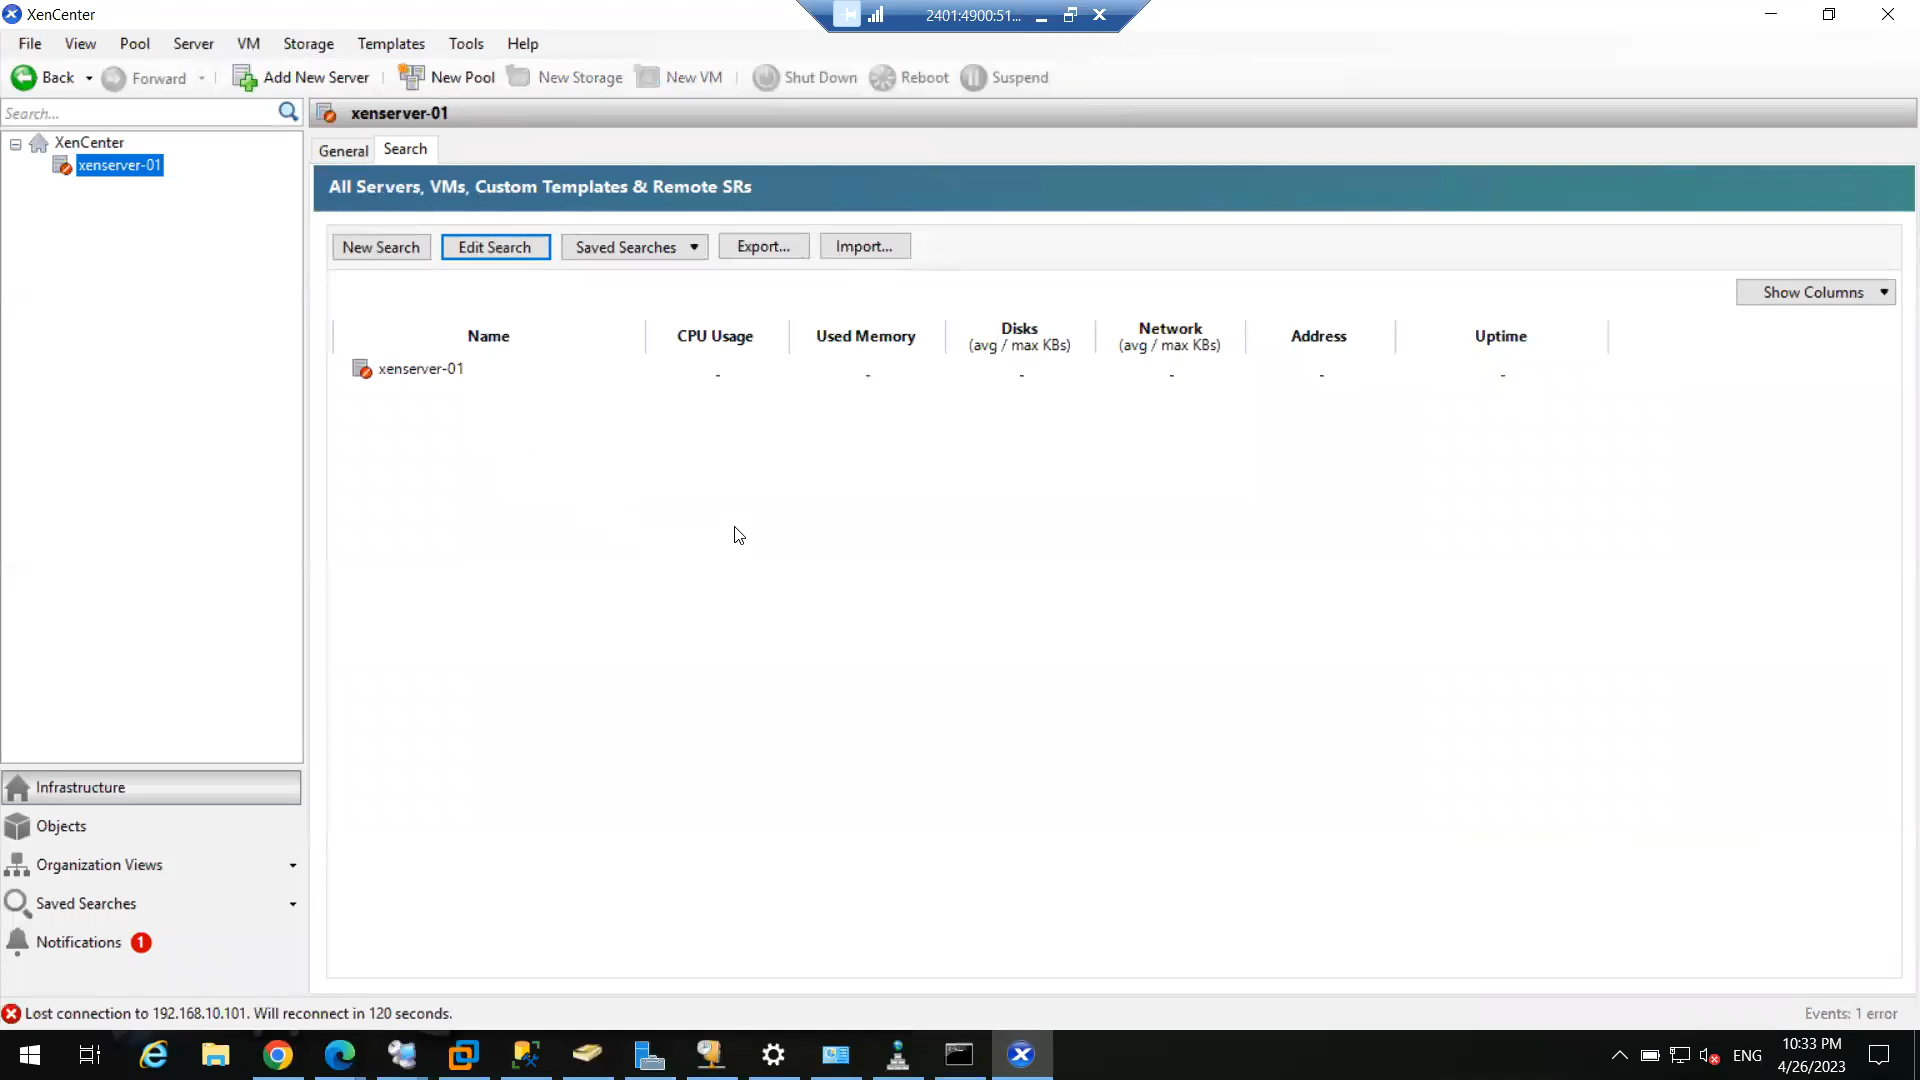 XenCenter
2401:4900:51...
File View Pool Server VM Storage Templates Tools Help
Back Forward Add New Server New Pool New Storage New VM Shut Down Reboot Suspend
Search...
xenserver-01
XenCenter
xenserver-01
General Search
All Servers, VMs, Custom Templates & Remote SRs
New Search Edit Search Saved Searches Export... Import...
Show Columns
Name CPU Usage Used Memory Disks (avg / max KBs) Network (avg / max KBs) Address Uptime
xenserver-01 - - - - - -
Infrastructure
Objects
Organization Views
Saved Searches
Notifications 1
Lost connection to 192.168.10.101. Will reconnect in 120 seconds.
Events: 1 error
ENG
10:33 PM
4/26/2023